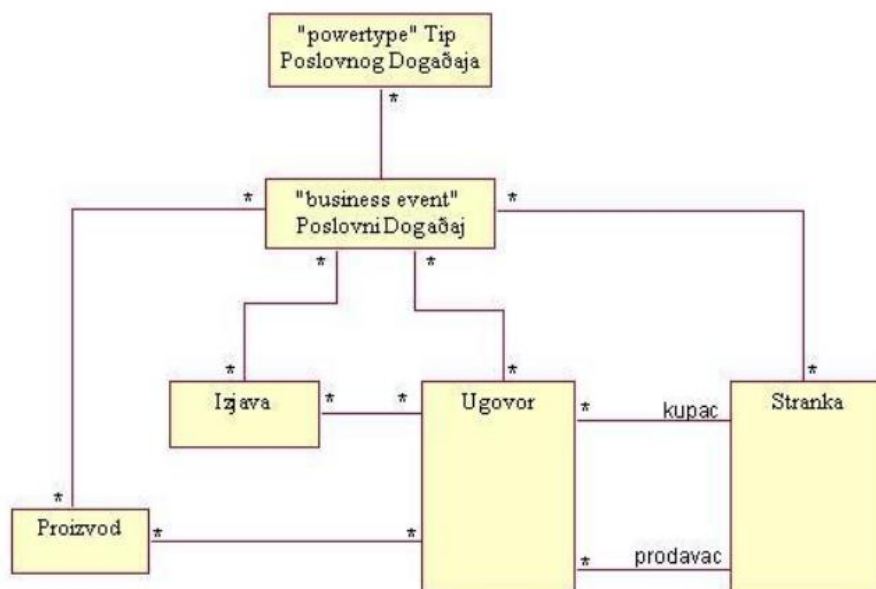 "powertype" Tip
Poslovnog Događaja
*
*
"business event"
Poslovni Događaj
*
*
*
*
*
*
Izjava
*
*
Ugovor
*
kupac
Stranka
*
Proizvod
*
*
*
prodavac